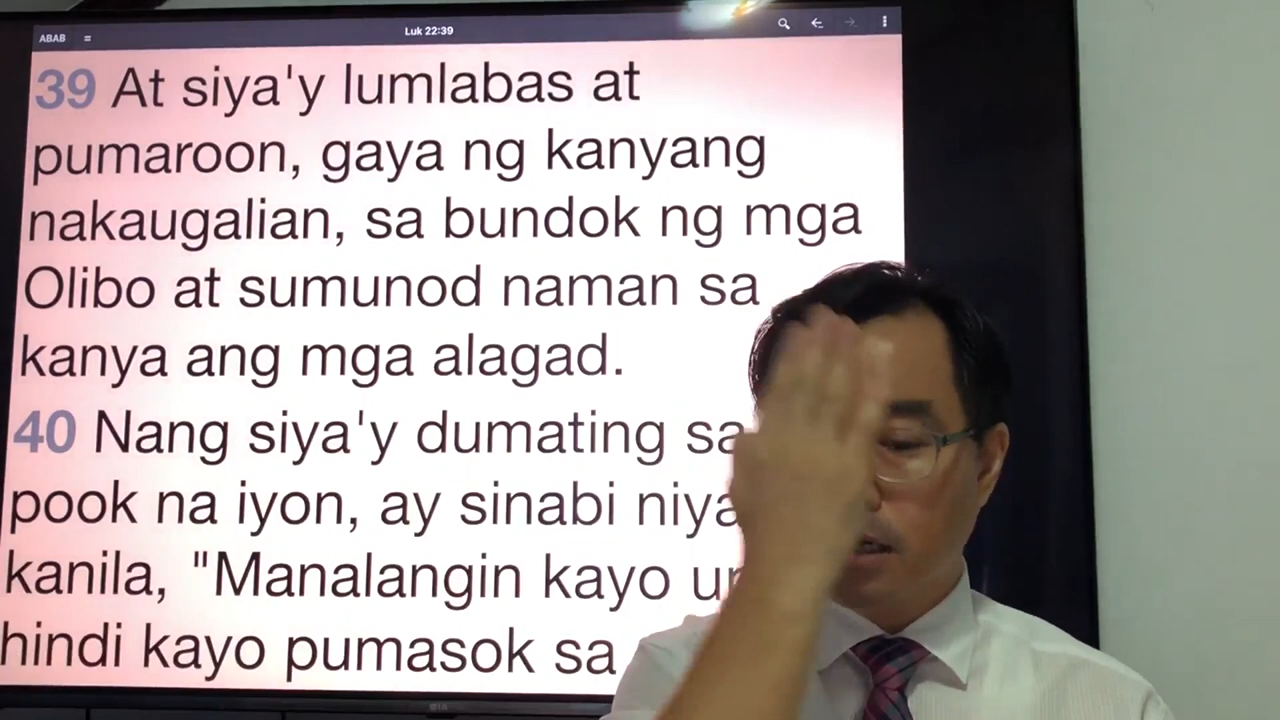 ABAB
Luk 22:39
39 At siya'y lumlabas at
pumaroon, gaya ng kanyang
nakaugalian, sa bundok ng mga
Olibo at sumunod naman sa
kanya ang mga alagad.
40 Nang siya'y dumating sa
pook na iyon, ay sinabi niya
kanila, "Manalangin kayo
hindi kayo pumasok sa
LG